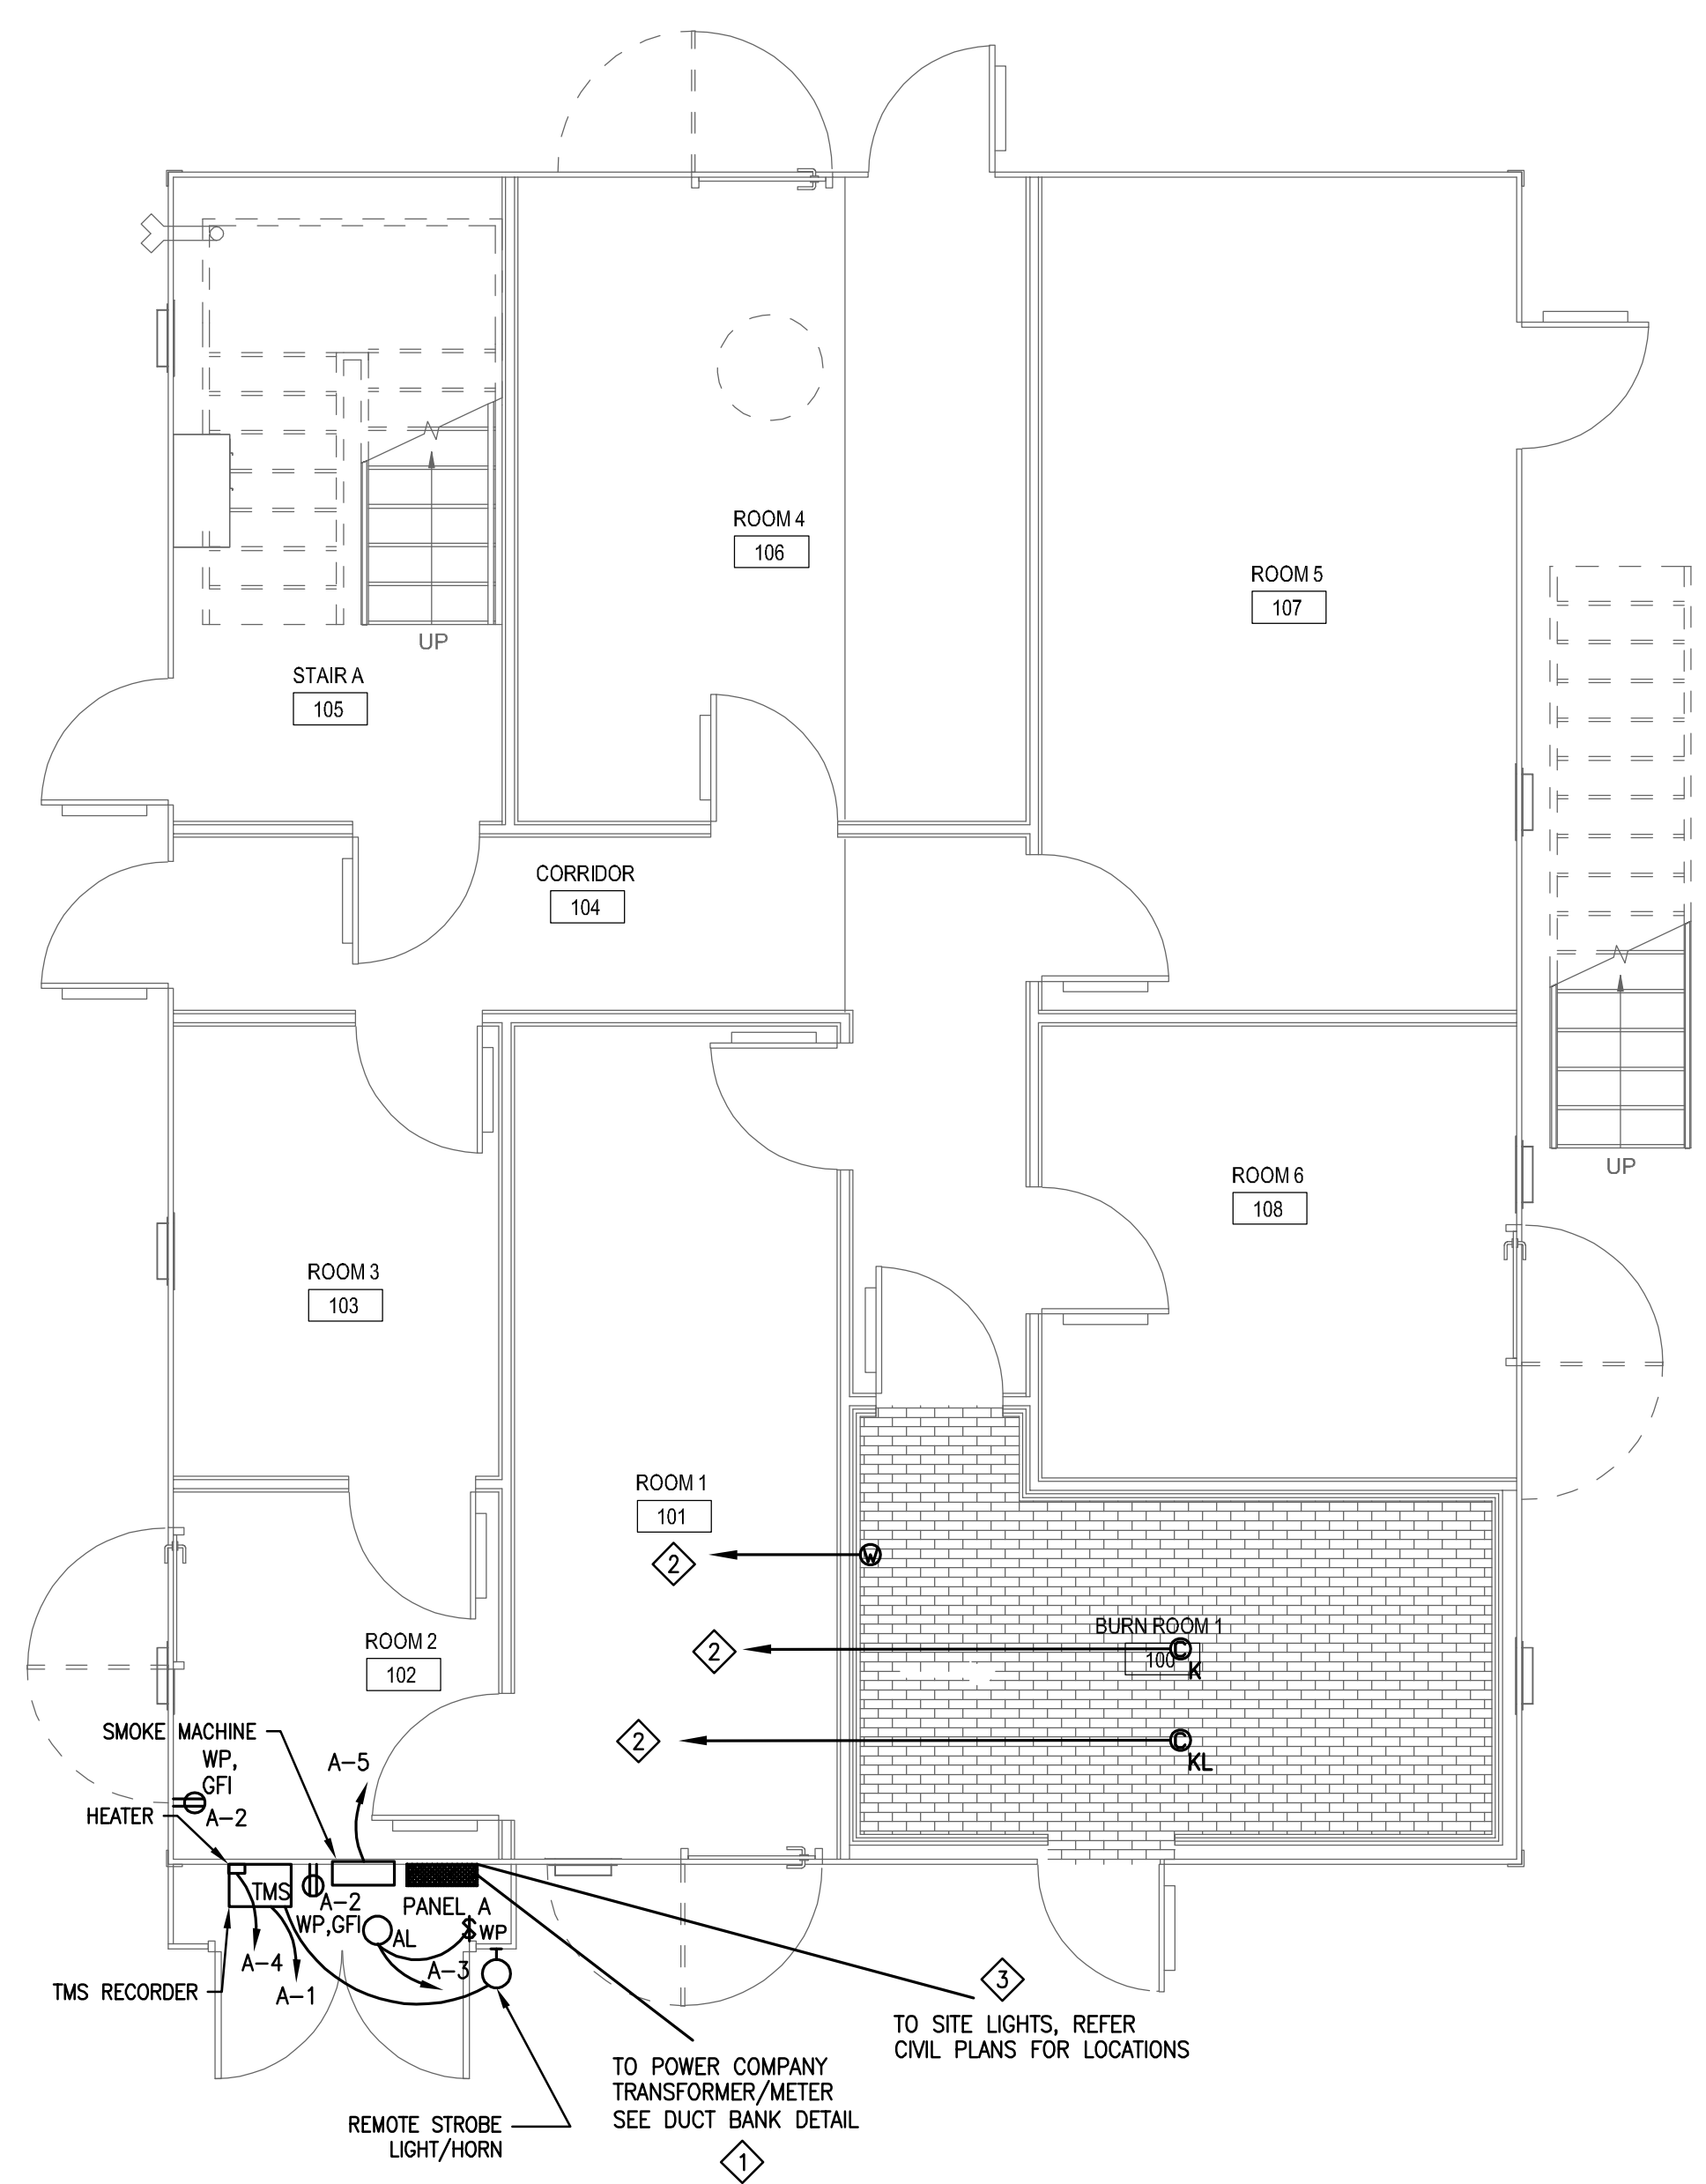 ROOM 4
106
ROOM 5
107
UP
STAIR A
105
CORRIDOR
104
UP
ROOM 6
108
ROOM 3
103
ROOM 1
101
2
W
BURN ROOM 1
100
C
K
2
ROOM 2
102
2
C
KL
SMOKE MACHINE
WP,
GFI
A-5
HEATER
A-2
TMS
A-2
WP,GFI
PANEL A
AL
WP
A-4
A-3
A-1
TMS RECORDER
3
TO SITE LIGHTS, REFER
CIVIL PLANS FOR LOCATIONS
TO POWER COMPANY
TRANSFORMER/METER
SEE DUCT BANK DETAIL
1
REMOTE STROBE
LIGHT/HORN